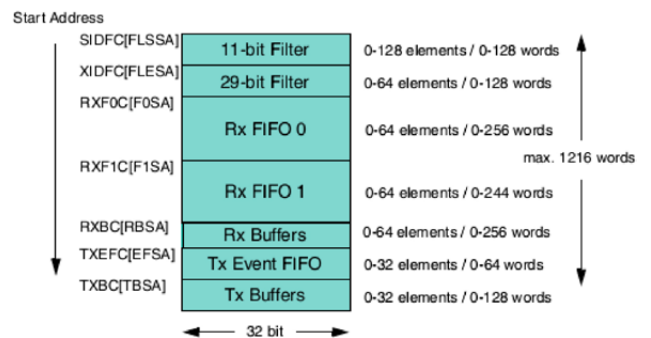 Start Address
SIDFC[FLSSA] 11-bit Filter 0-128 elements / 0-128 words
XIDFC[FLESA] 29-bit Filter 0-64 elements / 0-128 words
RXF0C[F0SA] Rx FIFO 0 0-64 elements / 0-256 words
max. 1216 words
RXF1C[F1SA] Rx FIFO 1 0-64 elements / 0-244 words
RXBC[RBSA] Rx Buffers 0-64 elements / 0-256 words
TXEFC[EFSA] Tx Event FIFO 0-32 elements / 0-64 words
TXBC[TBSA] Tx Buffers 0-32 elements / 0-128 words
32 bit